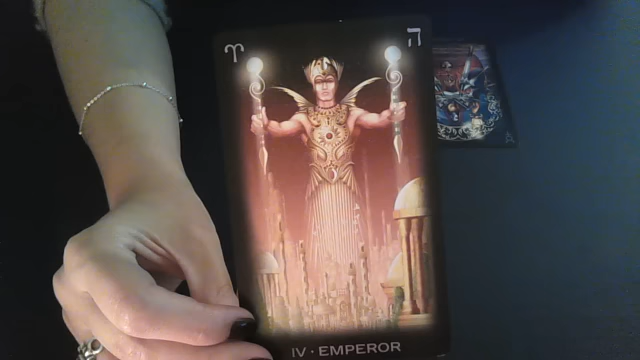 ♈ ה
IV · EMPEROR